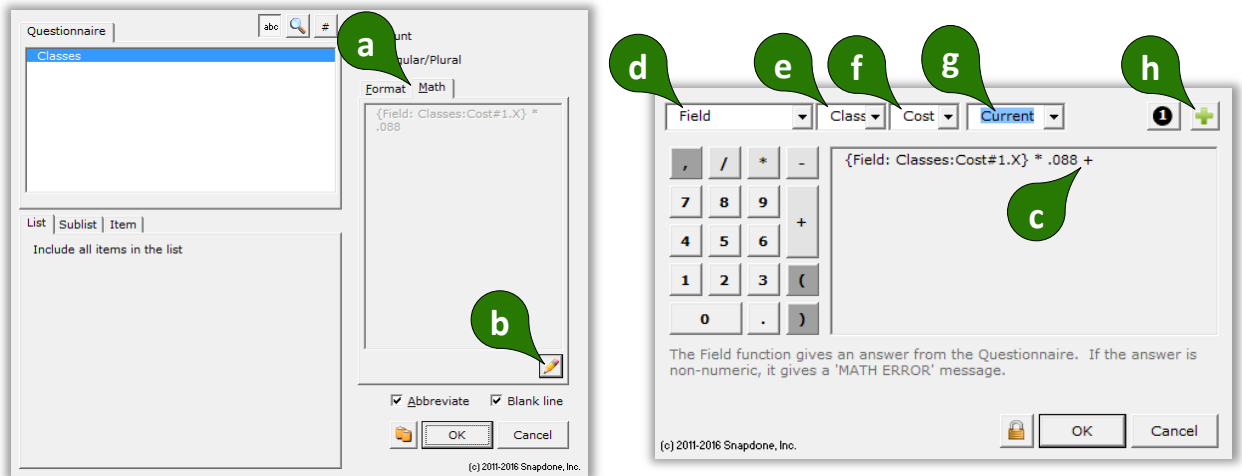 Questionnaire
abc
#
Classes
a
unt
gular/Plural
Format
Math
{Field: Classes:Cost#1.X} *
.088
List
Sublist
Item
Include all items in the list
b
Abbreviate
Blank line
OK
Cancel
(c) 2011-2016 Snapdone, Inc.
d
e
f
g
h
Field
Class
Cost
Current
1
, / * -
7 8 9
+
4 5 6
1 2 3 (
0 . )
{Field: Classes:Cost#1.X} * .088 +
c
The Field function gives an answer from the Questionnaire. If the answer is
non-numeric, it gives a 'MATH ERROR' message.
OK
Cancel
(c) 2011-2016 Snapdone, Inc.